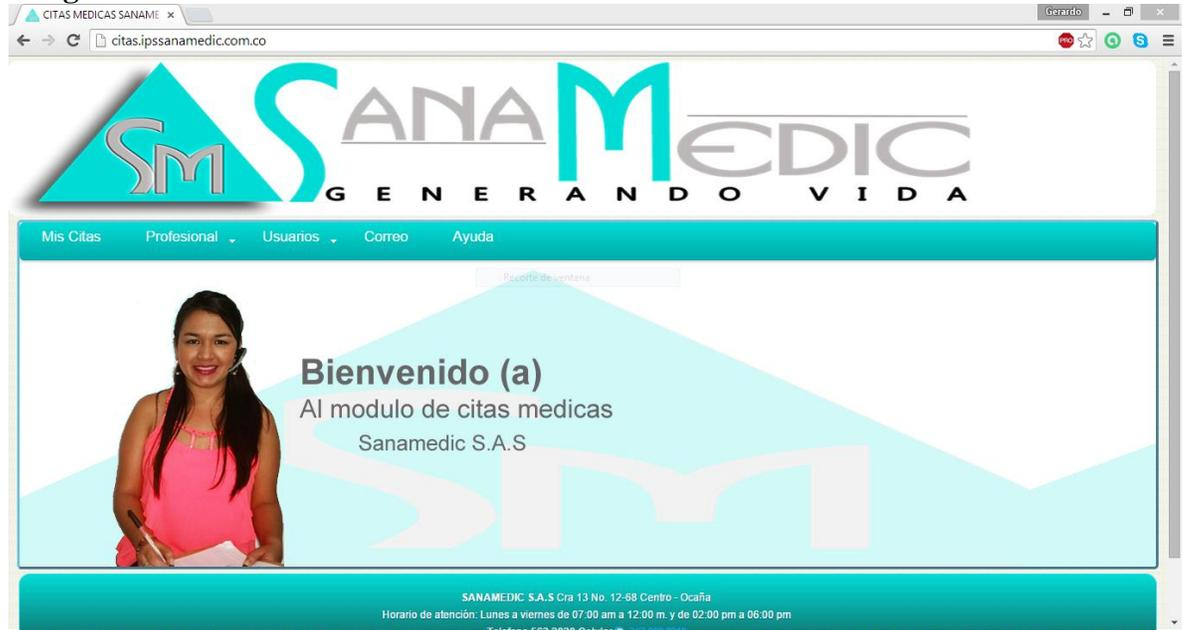 CITAS MEDICAS SANAME
Gerardo
citas.ipssanamedic.com.co
PRO
S
SM
SANAMEDIC
GENERANDO VIDA
Mis Citas Profesional Usuarios Correo Ayuda
Recorte de ventana
Bienvenido (a)
Al modulo de citas medicas
Sanamedic S.A.S
SM
SANAMEDIC S.A.S Cra 13 No. 12-68 Centro - Ocaña
Horario de atención: Lunes a viernes de 07:00 am a 12:00 m. y de 02:00 pm a 06:00 pm